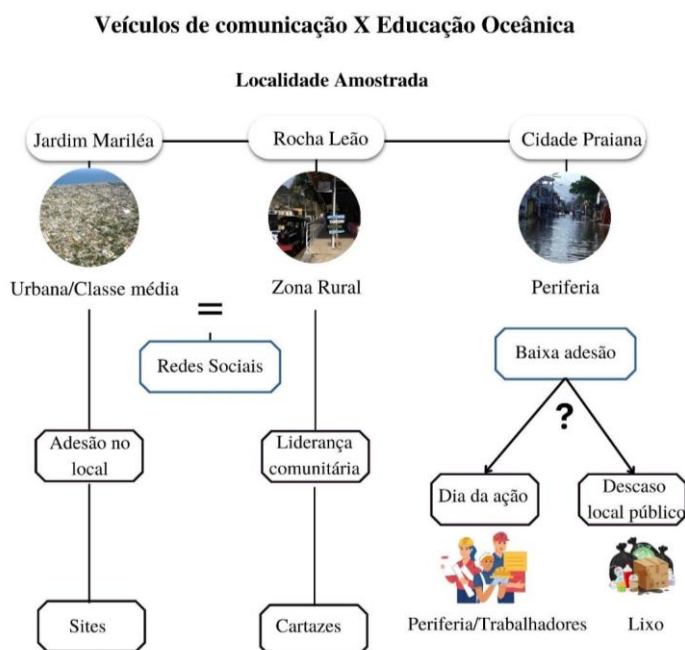 Veículos de comunicação X Educação Oceânica
Localidade Amostrada
Jardim Mariléa
Rocha Leão
Cidade Praiana
Urbana/Classe média
Zona Rural
Periferia
=
Redes Sociais
Baixa adesão
?
Adesão no
local
Liderança
comunitária
Dia da ação
Descaso
local público
Sites
Cartazes
Periferia/Trabalhadores
Lixo